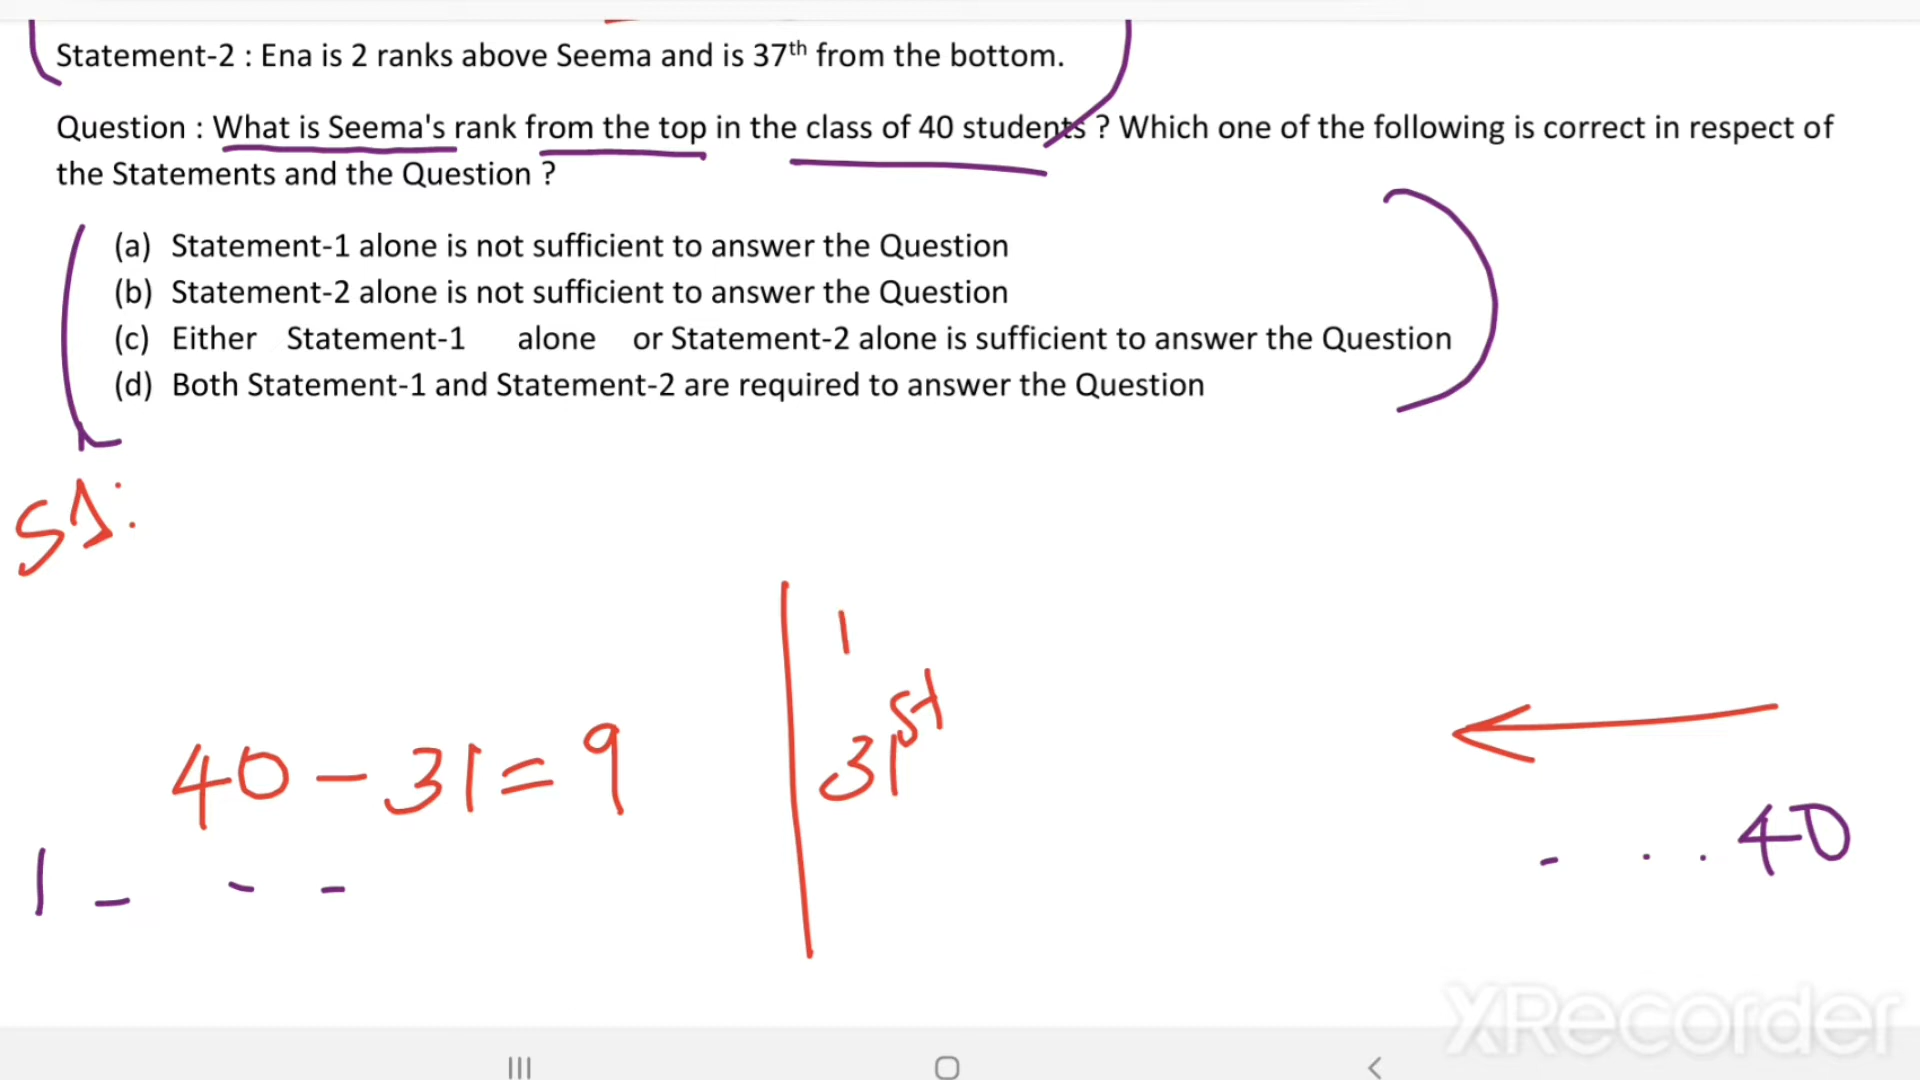 Statement-2 : Ena is 2 ranks above Seema and is 37th from the bottom.
Question : What is Seema's rank from the top in the class of 40 students ? Which one of the following is correct in respect of
the Statements and the Question ?
(a) Statement-1 alone is not sufficient to answer the Question
(b) Statement-2 alone is not sufficient to answer the Question
(c) Either Statement-1 alone or Statement-2 alone is sufficient to answer the Question
(d) Both Statement-1 and Statement-2 are required to answer the Question
S1:
1
31st
40 - 31 = 9
1 - - - - . . 40
XRecorder